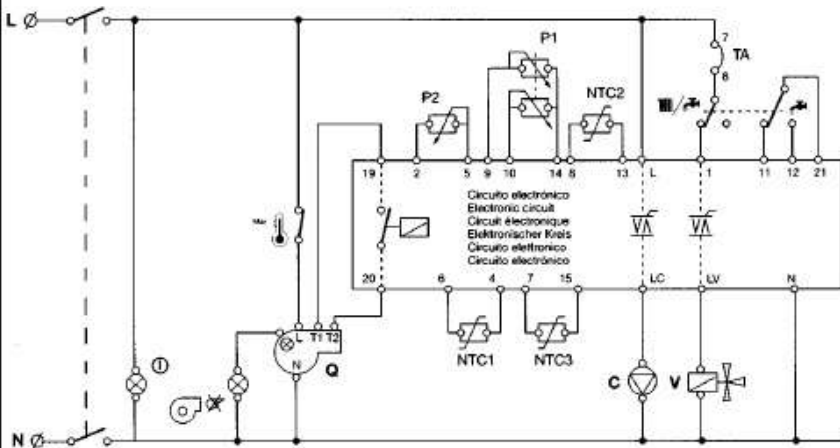 L
P1
7
TA
8
P2
NTC2
19 2 5 9 10 14 8 13 L 1 11 12 21
Circuito electrónico
Electronic circuit
Circuit électronique
Elektronischer Kreis
Circuito elettronico
Circuito electrónico
20 6 4 7 15 LC LV N
L T1 T2
N
Q
NTC1
NTC3
C
V
N